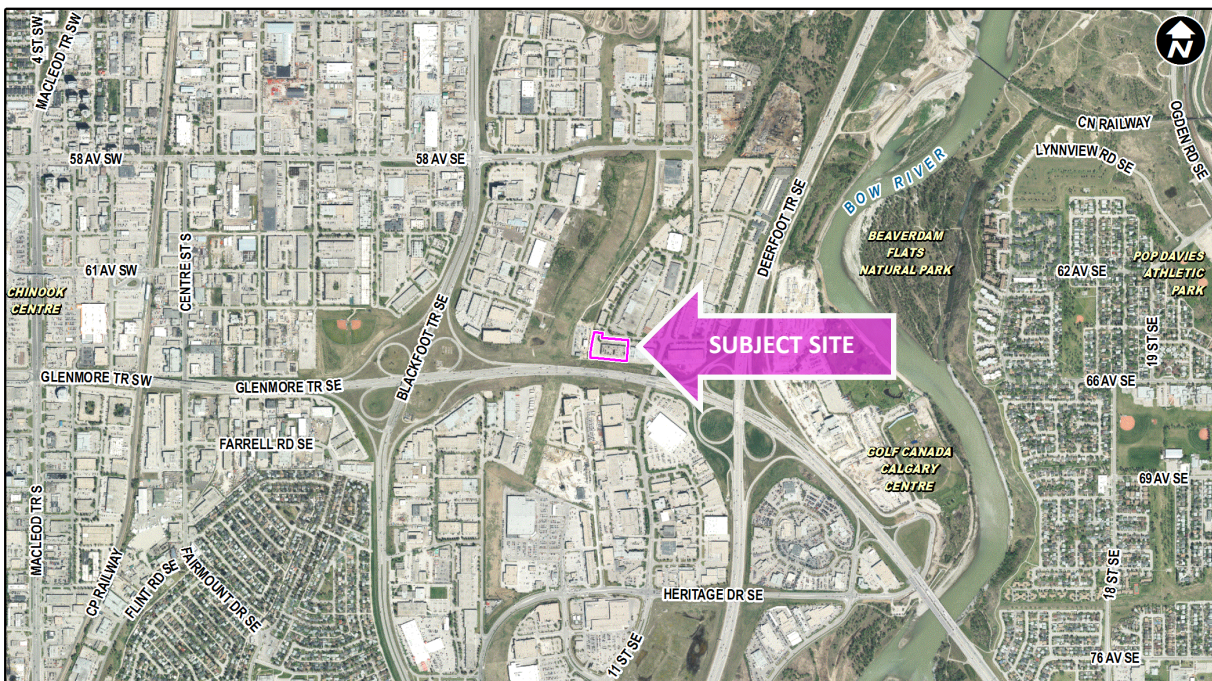 4 ST SW
MACLEOD TR SW
N
OGDEN RD SE
CN RAILWAY
58 AV SW
58 AV SE
LYNNVIEW RD SE
BOW RIVER
DEERFOOT TR SE
BEAVERDAM
FLATS
NATURAL PARK
POP DAVIES
ATHLETIC
PARK
61 AV SW
62 AV SE
CENTRE ST S
CHINOOK
CENTRE
19 ST SE
BLACKFOOT TR SE
SUBJECT SITE
GLENMORE TR SW
GLENMORE TR SE
66 AV SE
FARRELL RD SE
GOLF CANADA
CALGARY
CENTRE
69 AV SE
MACLEOD TR S
CP RAILWAY
FLINT RD SE
FAIRMOUNT DR SE
HERITAGE DR SE
18 ST SE
11 ST SE
76 AV SE